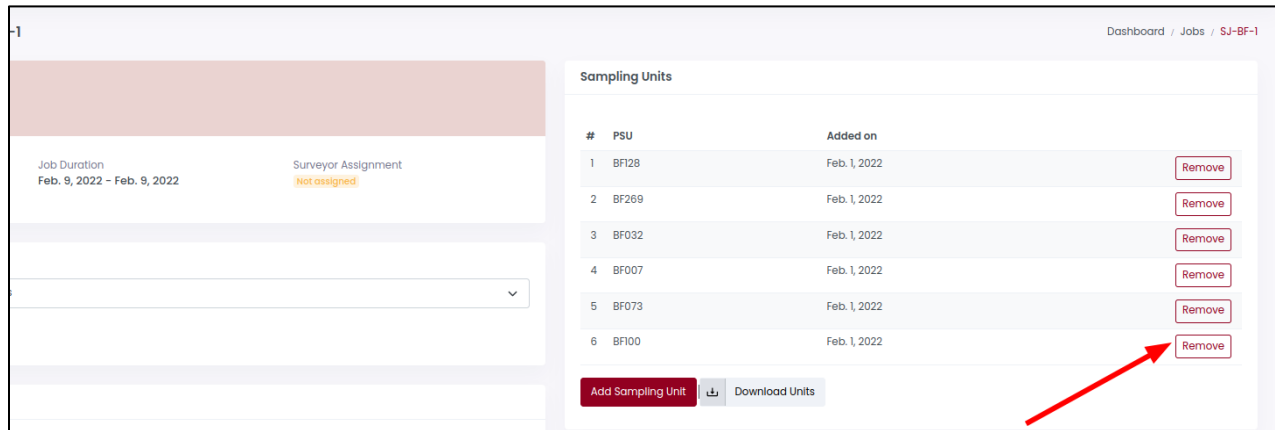 -1
Dashboard / Jobs / SJ-BF-1
Job Duration
Feb. 9, 2022 - Feb. 9, 2022
Surveyor Assignment
Not assigned
s
Sampling Units
# PSU Added on
1 BF128 Feb. 1, 2022 Remove
2 BF269 Feb. 1, 2022 Remove
3 BF032 Feb. 1, 2022 Remove
4 BF007 Feb. 1, 2022 Remove
5 BF073 Feb. 1, 2022 Remove
6 BF100 Feb. 1, 2022 Remove
Add Sampling Unit Download Units